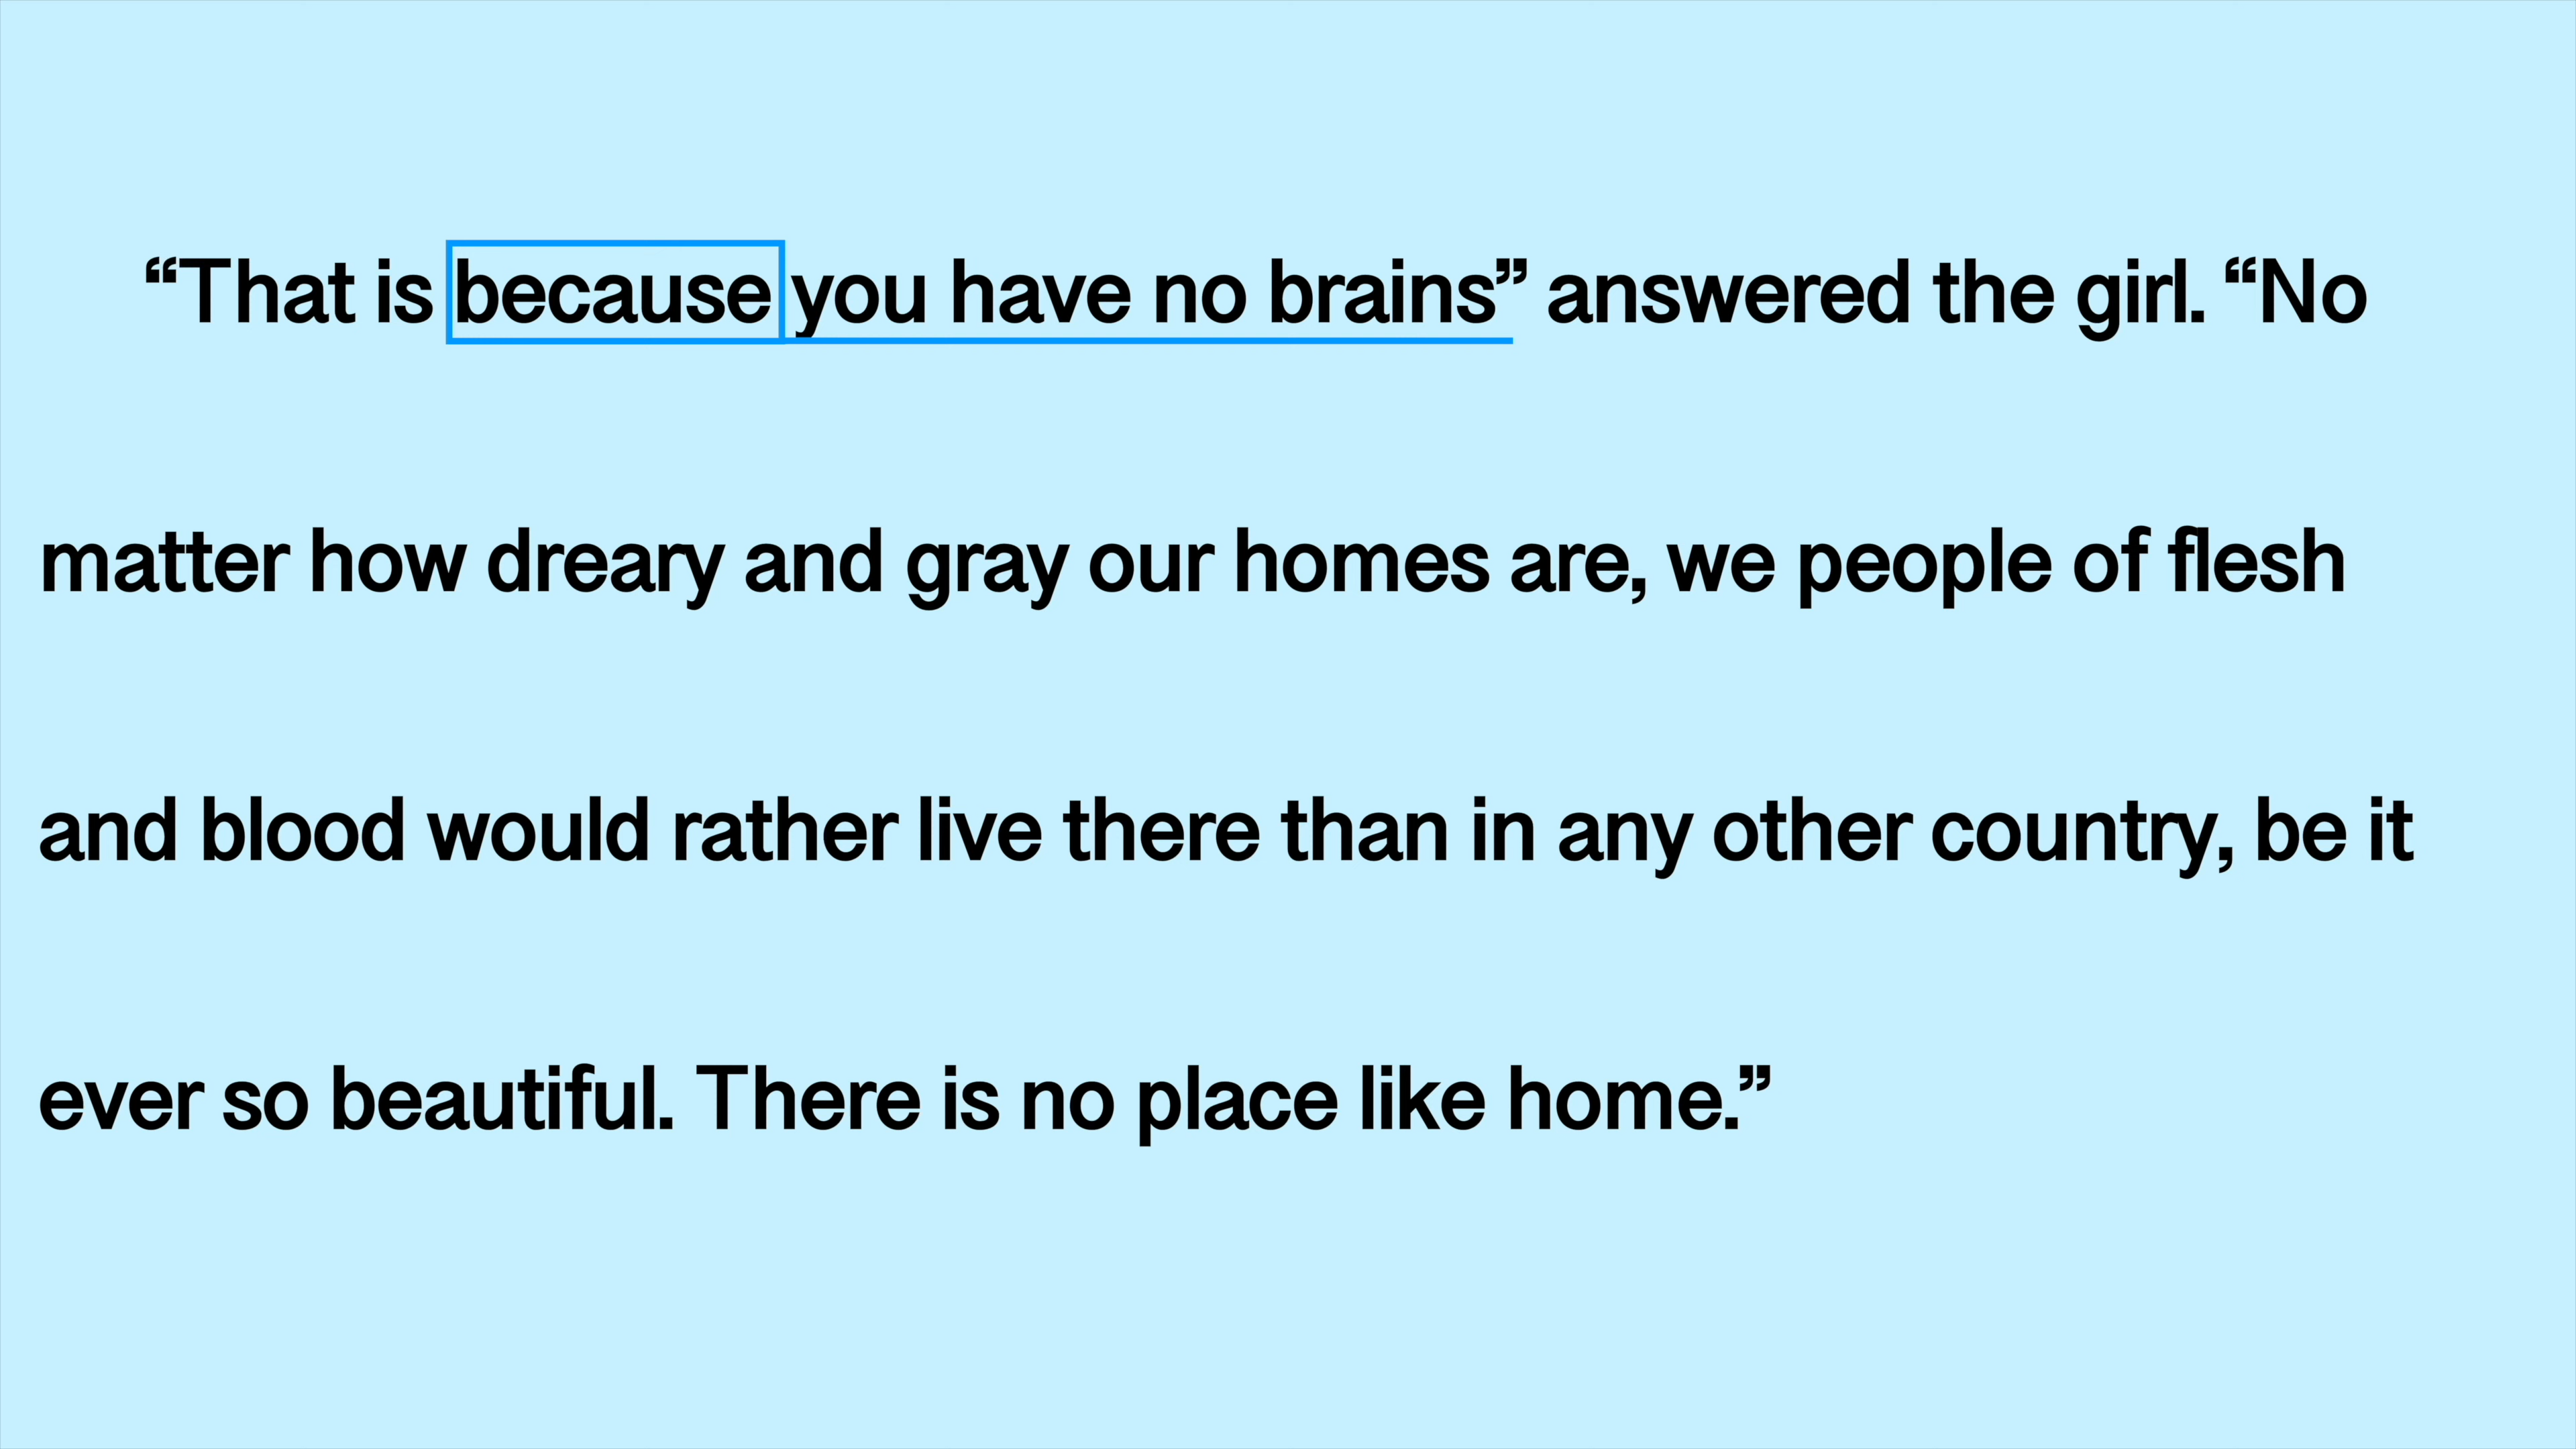 “That is because you have no brains” answered the girl. “No
matter how dreary and gray our homes are, we people of flesh
and blood would rather live there than in any other country, be it
ever so beautiful. There is no place like home.”